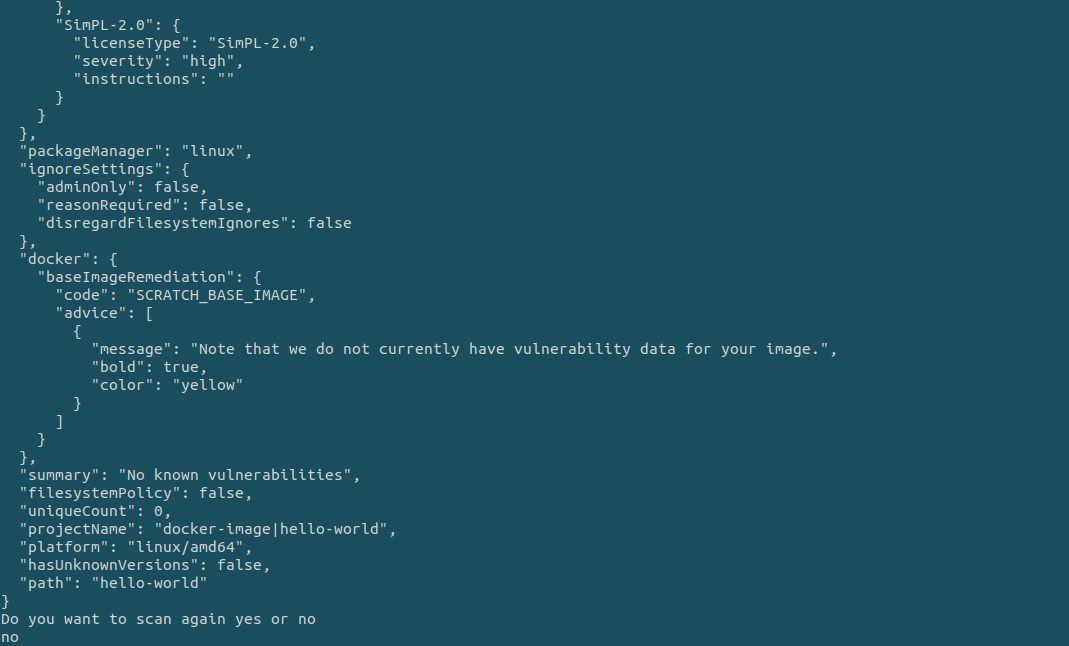 },
      "SimPL-2.0": {
        "licenseType": "SimPL-2.0",
        "severity": "high",
        "instructions": ""
      }
    }
  },
  "packageManager": "linux",
  "ignoreSettings": {
    "adminOnly": false,
    "reasonRequired": false,
    "disregardFilesystemIgnores": false
  },
  "docker": {
    "baseImageRemediation": {
      "code": "SCRATCH_BASE_IMAGE",
      "advice": [
        {
          "message": "Note that we do not currently have vulnerability data for your image.",
          "bold": true,
          "color": "yellow"
        }
      ]
    }
  },
  "summary": "No known vulnerabilities",
  "filesystemPolicy": false,
  "uniqueCount": 0,
  "projectName": "docker-image|hello-world",
  "platform": "linux/amd64",
  "hasUnknownVersions": false,
  "path": "hello-world"
}
Do you want to scan again yes or no
no